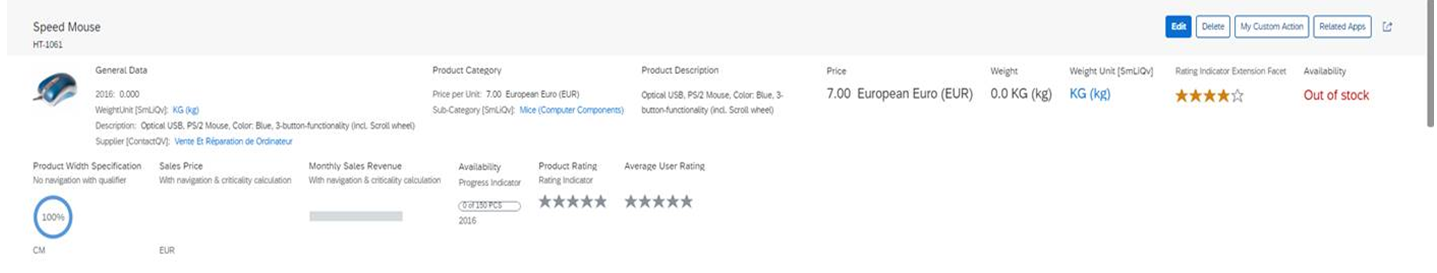 Speed Mouse
HT-1061
Edit
Delete
My Custom Action
Related Apps
General Data
2016: 0.000
WeightUnit [SmLiQv]: KG (kg)
Description: Optical USB, PS/2 Mouse, Color: Blue, 3-button-functionality (incl. Scroll wheel)
Supplier [ContactQV]: Vente Et Réparation de Ordinateur
Product Category
Price per Unit: 7.00 European Euro (EUR)
Sub-Category [SmLiQv]: Mice (Computer Components)
Product Description
Optical USB, PS/2 Mouse, Color: Blue, 3-
button-functionality (incl. Scroll wheel)
Price
7.00 European Euro (EUR)
Weight
0.0 KG (kg)
Weight Unit [SmLiQv]
KG (kg)
Rating Indicator Extension Facet
Availability
Out of stock
Product Width Specification
No navigation with qualifier
100%
CM
Sales Price
With navigation & criticality calculation
EUR
Monthly Sales Revenue
With navigation & criticality calculation
Availability
Progress Indicator
0 of 150 PCS
2016
Product Rating
Rating Indicator
Average User Rating